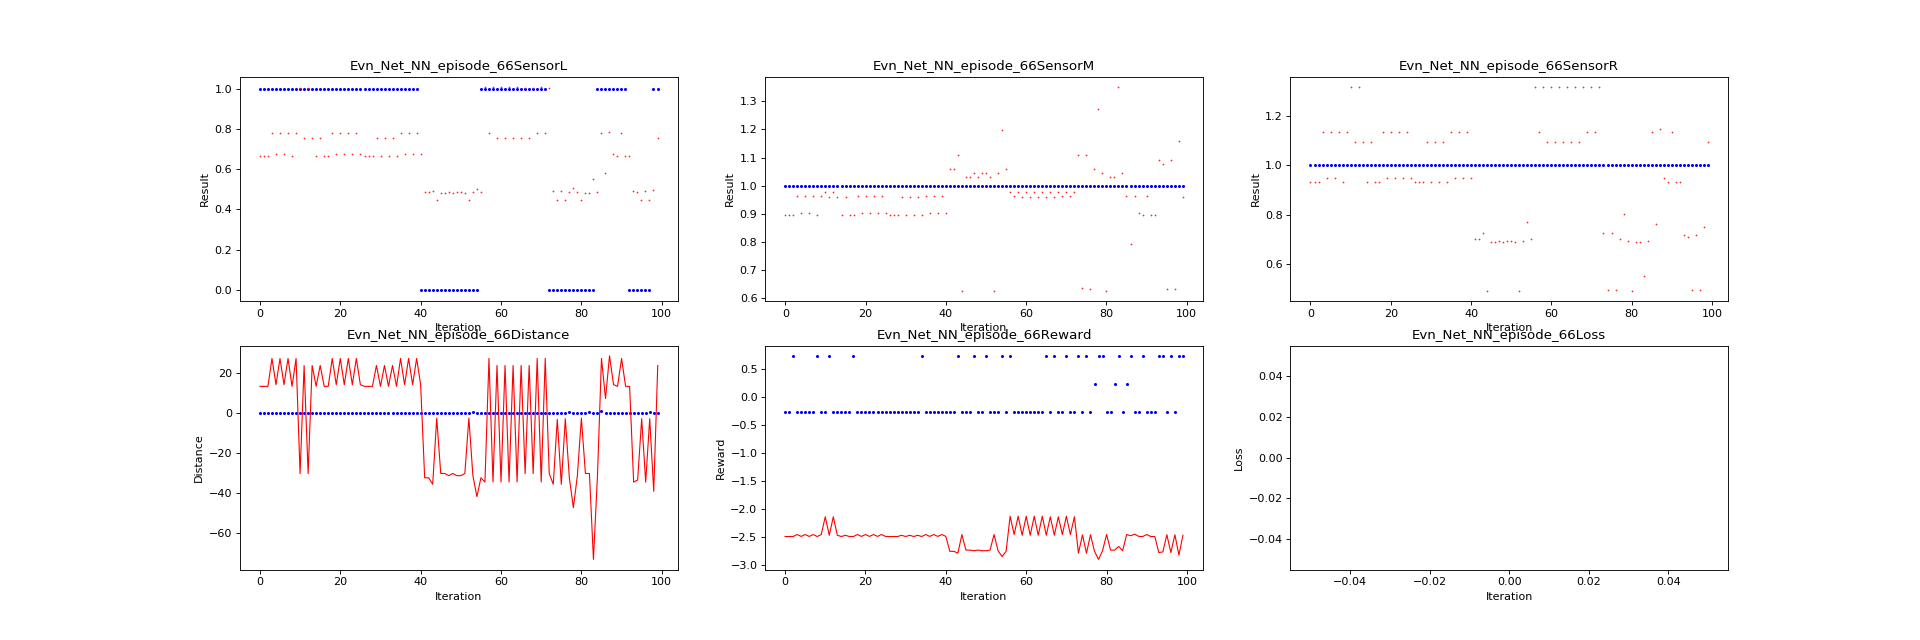 Evn_Net_NN_episode_66SensorL
Result
1.0
0.8
0.6
0.4
0.2
0.0
0 20 40 60 80 100
Iteration
Evn_Net_NN_episode_66SensorM
Result
1.3
1.2
1.1
1.0
0.9
0.8
0.7
0.6
0 20 40 60 80 100
Iteration
Evn_Net_NN_episode_66SensorR
Result
1.2
1.0
0.8
0.6
0 20 40 60 80 100
Iteration
Evn_Net_NN_episode_66Distance
Distance
20
0
−20
−40
−60
0 20 40 60 80 100
Iteration
Evn_Net_NN_episode_66Reward
Reward
0.5
0.0
−0.5
−1.0
−1.5
−2.0
−2.5
−3.0
0 20 40 60 80 100
Iteration
Evn_Net_NN_episode_66Loss
Loss
0.04
0.02
0.00
−0.02
−0.04
−0.04 −0.02 0.00 0.02 0.04
Iteration